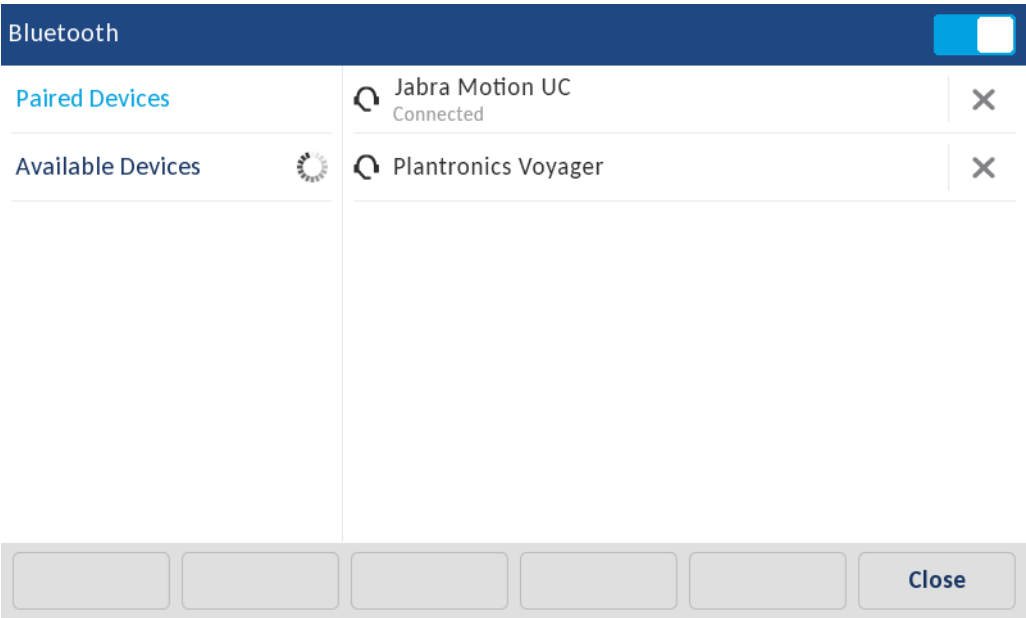 Bluetooth
Paired Devices
Available Devices
Jabra Motion UC
Connected
Plantronics Voyager
Close